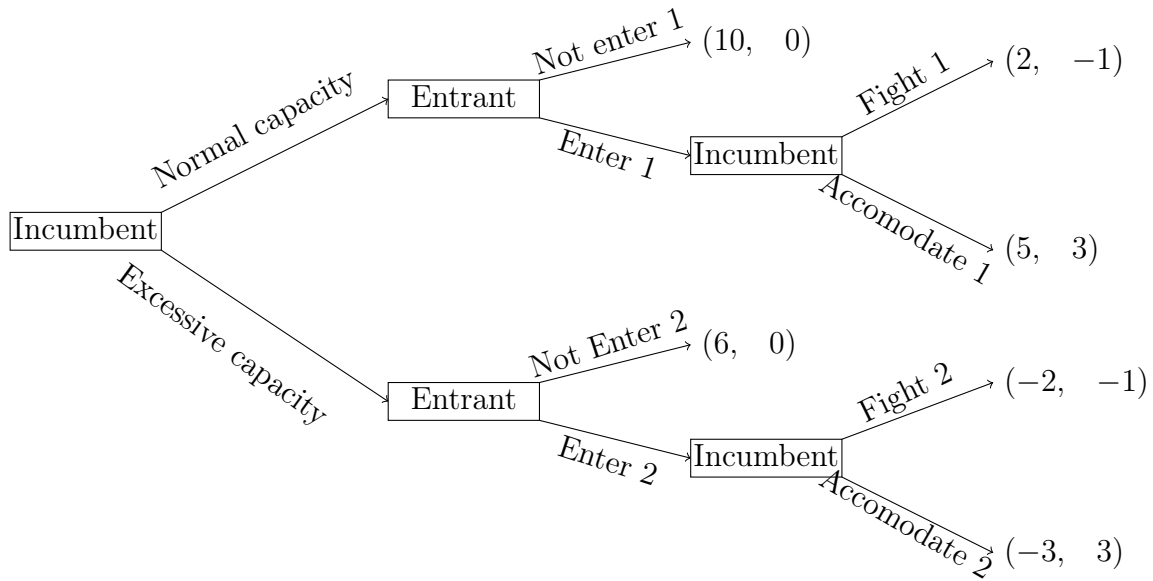 Not enter 1
(10, 0)
Fight 1
(2, −1)
Entrant
Normal capacity
Enter 1
Incumbent
Accomodate 1
(5, 3)
Incumbent
Excessive capacity
Not Enter 2
(6, 0)
Fight 2
(−2, −1)
Entrant
Enter 2
Incumbent
Accomodate 2
(−3, 3)